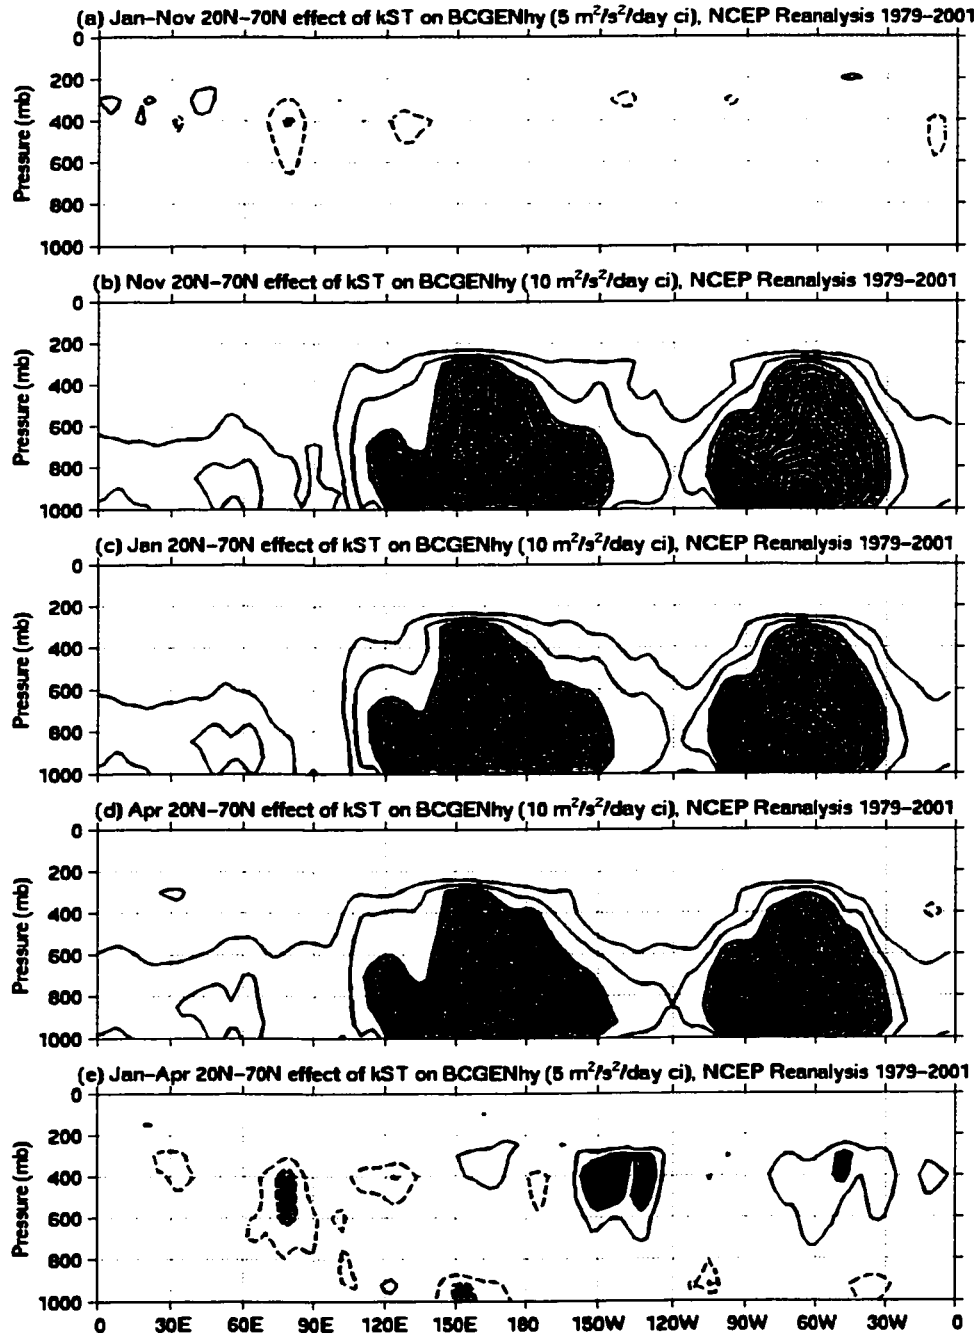 (a) Jan–Nov 20N–70N effect of kST on BCGENhy (5 m²/s²/day ci), NCEP Reanalysis 1979–2001
0
200
400
600
800
1000
Pressure (mb)
(b) Nov 20N–70N effect of kST on BCGENhy (10 m²/s²/day ci), NCEP Reanalysis 1979–2001
0
200
400
600
800
1000
Pressure (mb)
(c) Jan 20N–70N effect of kST on BCGENhy (10 m²/s²/day ci), NCEP Reanalysis 1979–2001
0
200
400
600
800
1000
Pressure (mb)
(d) Apr 20N–70N effect of kST on BCGENhy (10 m²/s²/day ci), NCEP Reanalysis 1979–2001
0
200
400
600
800
1000
Pressure (mb)
(e) Jan–Apr 20N–70N effect of kST on BCGENhy (5 m²/s²/day ci), NCEP Reanalysis 1979–2001
0
200
400
600
800
1000
Pressure (mb)
0 30E 60E 90E 120E 150E 180 150W 120W 90W 60W 30W 0